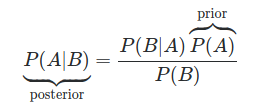 prior
P(A|B) = P(B|A) P(A) / P(B)
posterior